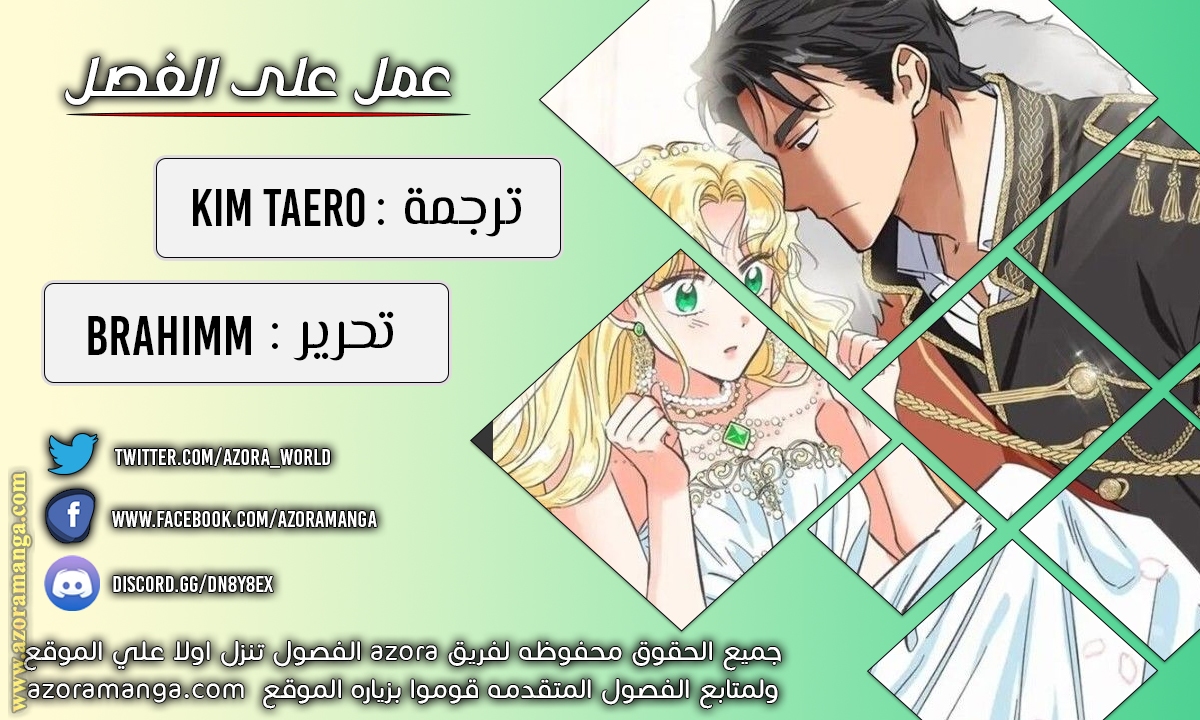 عمل على الفصل
ترجمة : KIM TAERO
تحرير : BRAHIMM
TWITTER.COM/AZORA_WORLD
WWW.FACEBOOK.COM/AZORAMANGA
DISCORD.GG/DN8Y8EX
www.azoramanga.com
جميع الحقوق محفوظه لفريق azora الفصول تنزل اولا علي الموقع
ولمتابع الفصول المتقدمه قوموا بزياره الموقع azoramanga.com